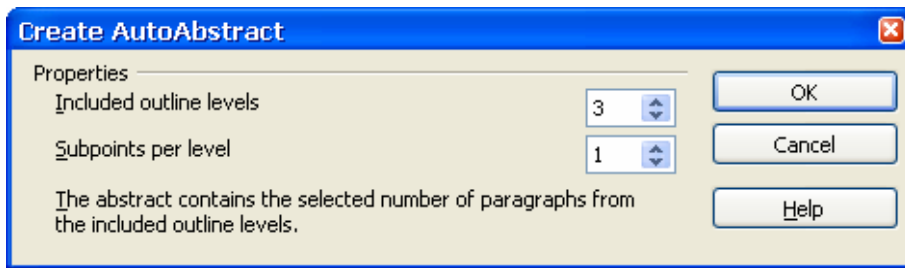 Create AutoAbstract
Properties
Included outline levels
3
OK
Subpoints per level
1
Cancel
The abstract contains the selected number of paragraphs from
the included outline levels.
Help